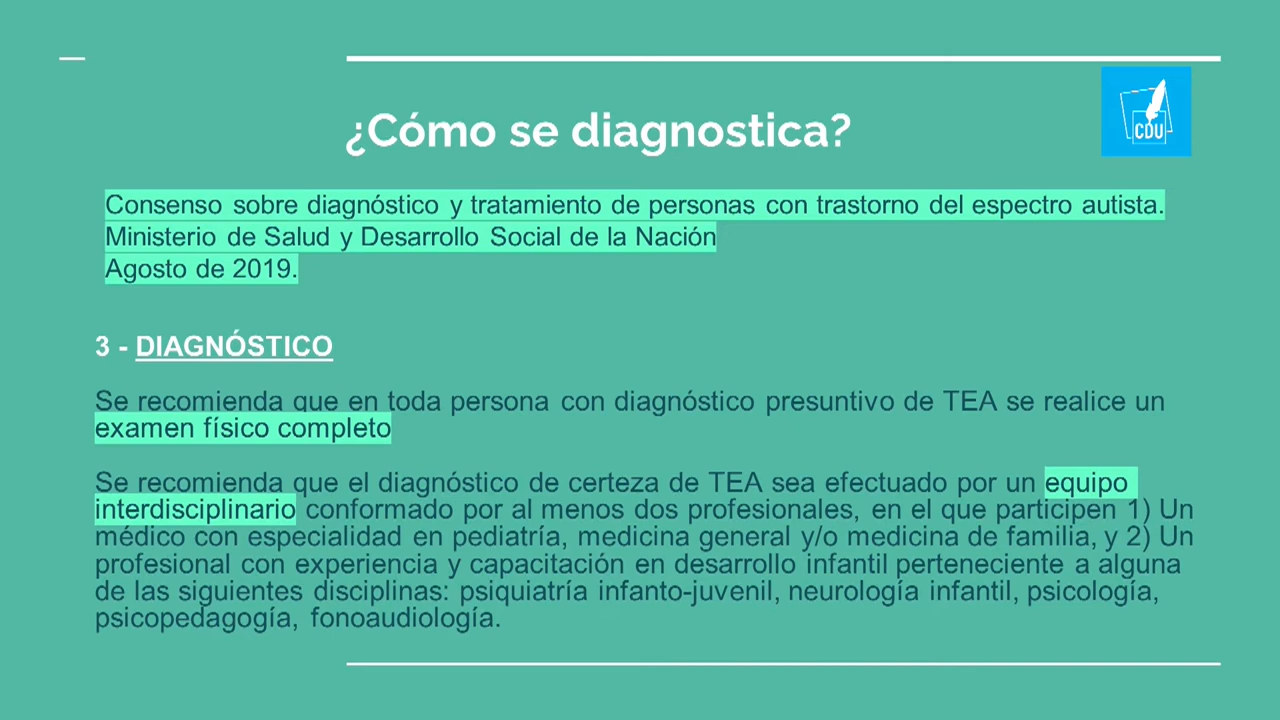 ¿Cómo se diagnostica?
CDU
Consenso sobre diagnóstico y tratamiento de personas con trastorno del espectro autista.
Ministerio de Salud y Desarrollo Social de la Nación
Agosto de 2019.
3 - DIAGNÓSTICO
Se recomienda que en toda persona con diagnóstico presuntivo de TEA se realice un
examen físico completo
Se recomienda que el diagnóstico de certeza de TEA sea efectuado por un equipo
interdisciplinario conformado por al menos dos profesionales, en el que participen 1) Un
médico con especialidad en pediatría, medicina general y/o medicina de familia, y 2) Un
profesional con experiencia y capacitación en desarrollo infantil perteneciente a alguna
de las siguientes disciplinas: psiquiatría infanto-juvenil, neurología infantil, psicología,
psicopedagogía, fonoaudiología.